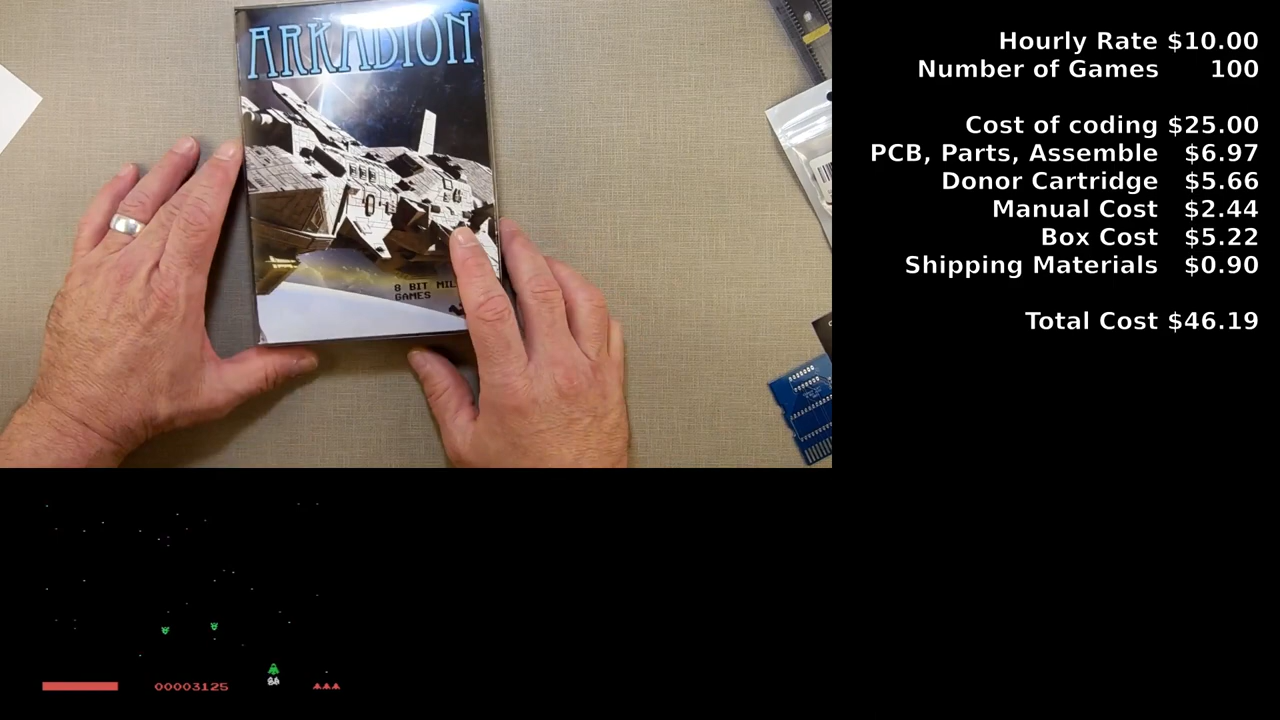 ARKADION
8 BIT MIL
GAMES
Hourly Rate $10.00
Number of Games 100
Cost of coding $25.00
PCB, Parts, Assemble $6.97
Donor Cartridge $5.66
Manual Cost $2.44
Box Cost $5.22
Shipping Materials $0.90
Total Cost $46.19
00003125
84